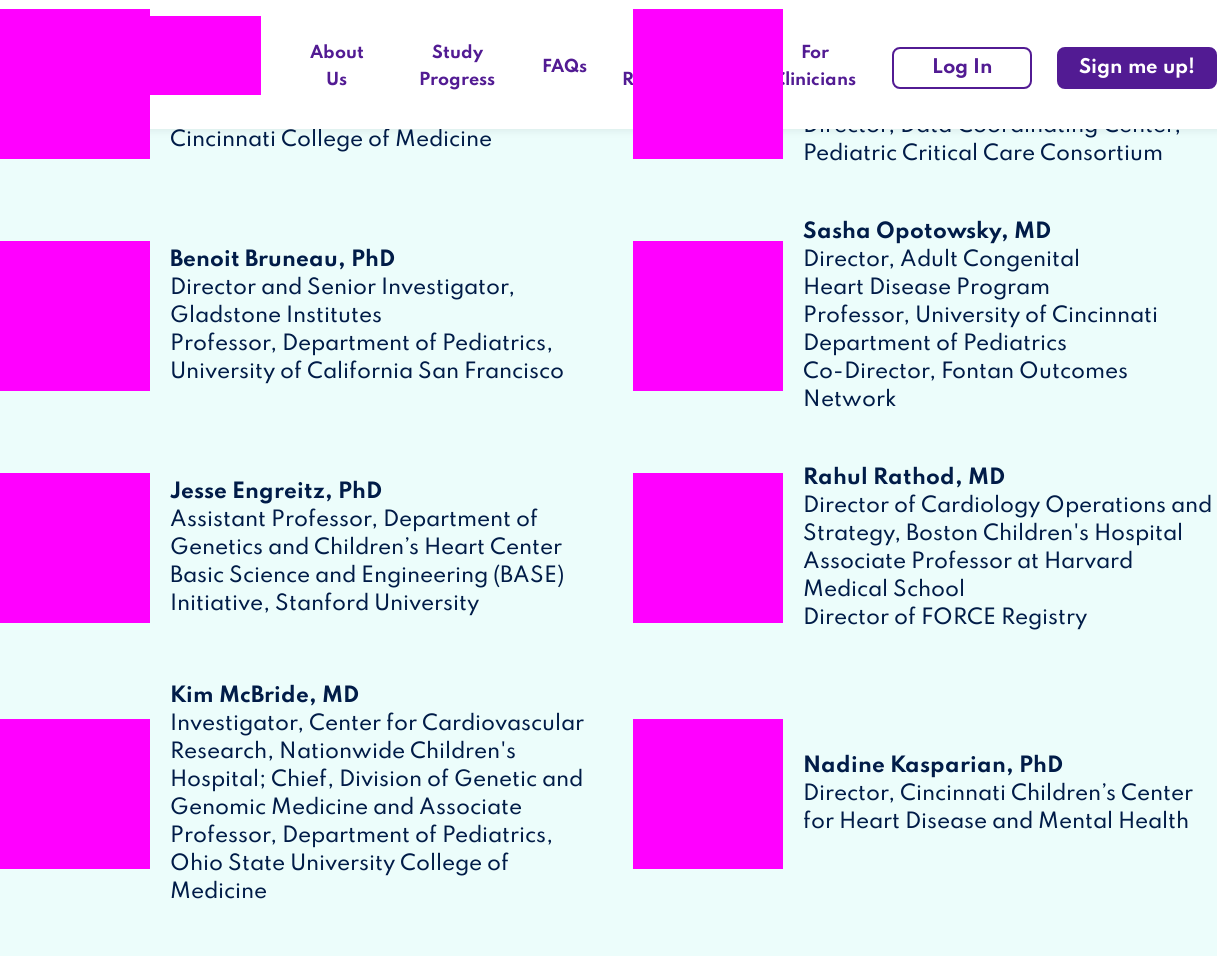 About
Us
Study
Progress
FAQs
For
Clinicians
Log In
Sign me up!
Cincinnati College of Medicine
Director, Data Coordinating Center,
Pediatric Critical Care Consortium
Benoit Bruneau, PhD
Director and Senior Investigator,
Gladstone Institutes
Professor, Department of Pediatrics,
University of California San Francisco
Sasha Opotowsky, MD
Director, Adult Congenital
Heart Disease Program
Professor, University of Cincinnati
Department of Pediatrics
Co-Director, Fontan Outcomes
Network
Jesse Engreitz, PhD
Assistant Professor, Department of
Genetics and Children’s Heart Center
Basic Science and Engineering (BASE)
Initiative, Stanford University
Rahul Rathod, MD
Director of Cardiology Operations and
Strategy, Boston Children's Hospital
Associate Professor at Harvard
Medical School
Director of FORCE Registry
Kim McBride, MD
Investigator, Center for Cardiovascular
Research, Nationwide Children's
Hospital; Chief, Division of Genetic and
Genomic Medicine and Associate
Professor, Department of Pediatrics,
Ohio State University College of
Medicine
Nadine Kasparian, PhD
Director, Cincinnati Children’s Center
for Heart Disease and Mental Health